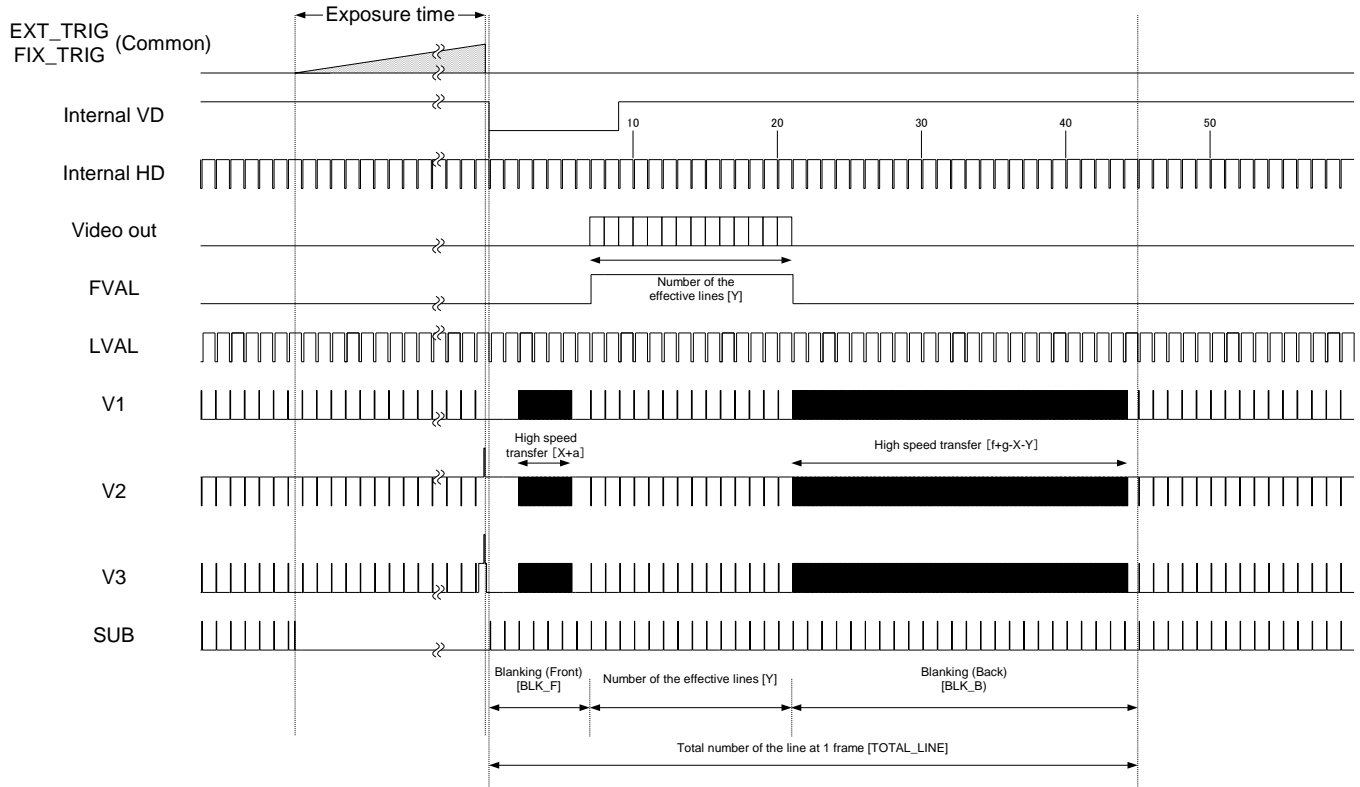 Exposure time
EXT_TRIG
FIX_TRIG
(Common)
Internal VD
10
20
30
40
50
Internal HD
Video out
Number of the
effective lines [Y]
FVAL
LVAL
V1
High speed
transfer [X+a]
High speed transfer [f+g-X-Y]
V2
V3
SUB
Blanking (Front)
[BLK_F]
Number of the effective lines [Y]
Blanking (Back)
[BLK_B)
Total number of the line at 1 frame [TOTAL_LINE]